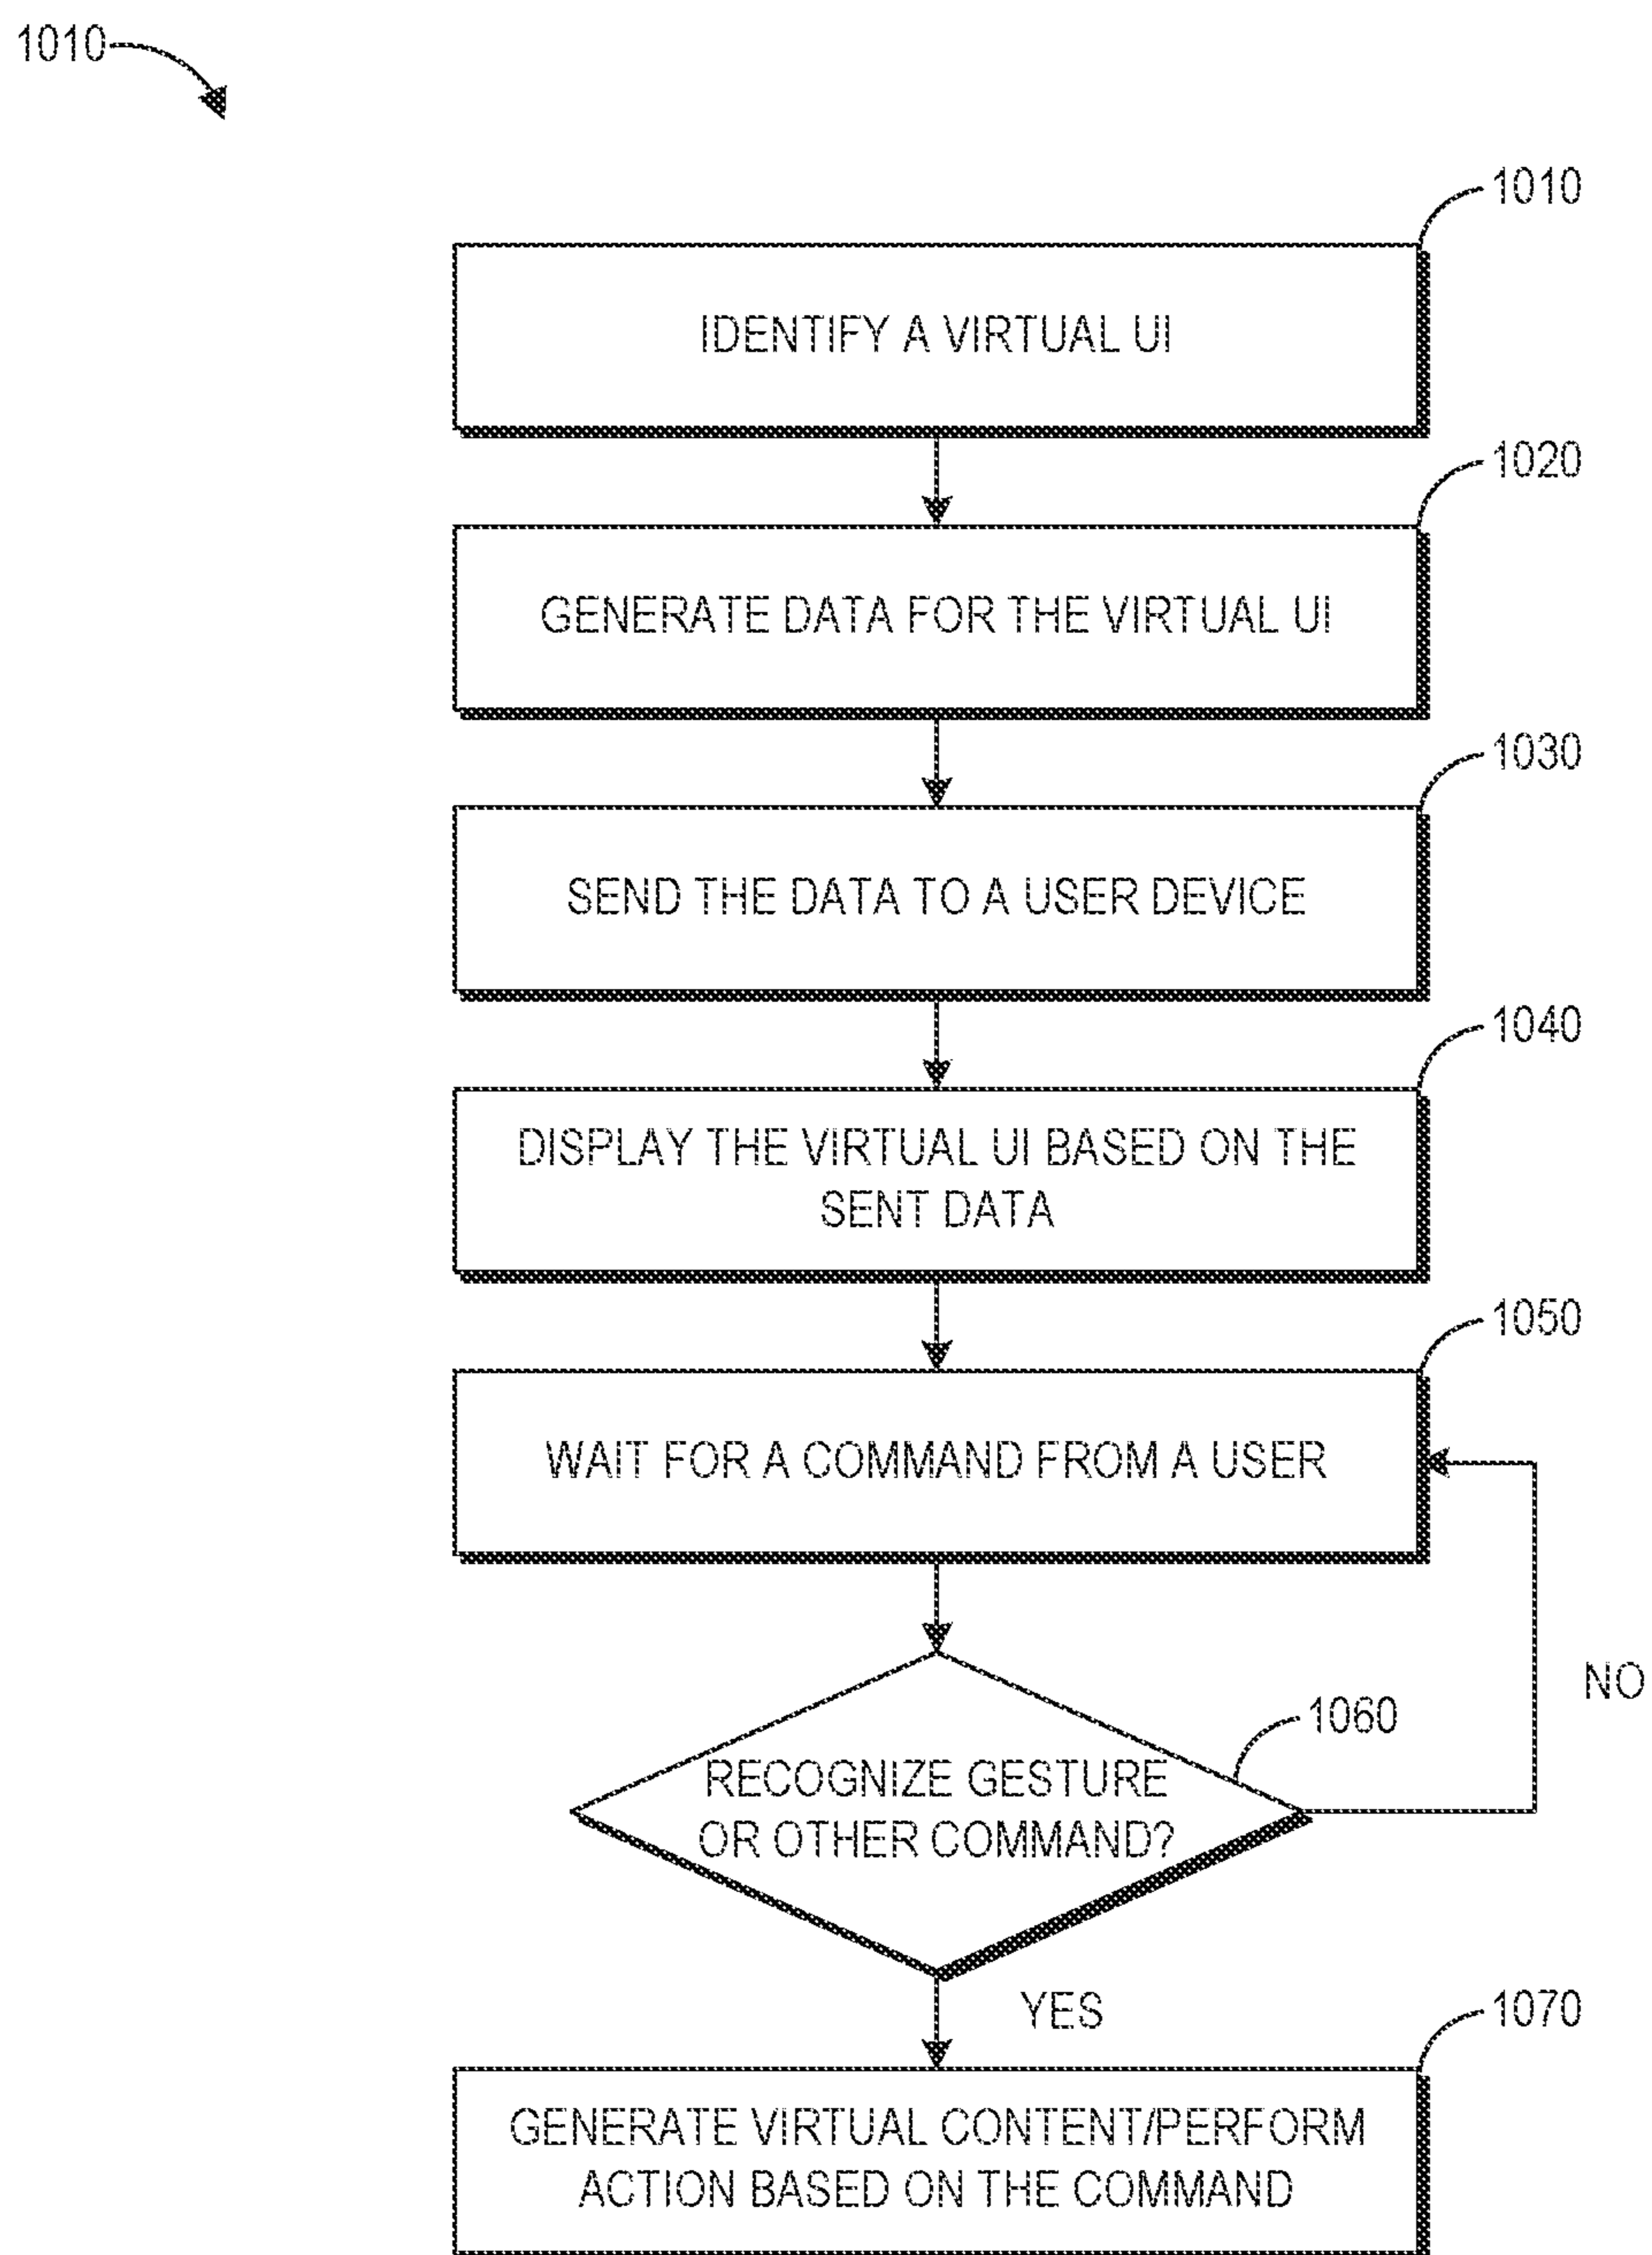 1010
1010
IDENTIFY A VIRTUAL UI
1020
GENERATE DATA FOR THE VIRTUAL UI
1030
SEND THE DATA TO A USER DEVICE
1040
DISPLAY THE VIRTUAL UI BASED ON THE
SENT DATA
1050
WAIT FOR A COMMAND FROM A USER
NO
1060
RECOGNIZE GESTURE
OR OTHER COMMAND?
YES
1070
GENERATE VIRTUAL CONTENT/PERFORM
ACTION BASED ON THE COMMAND